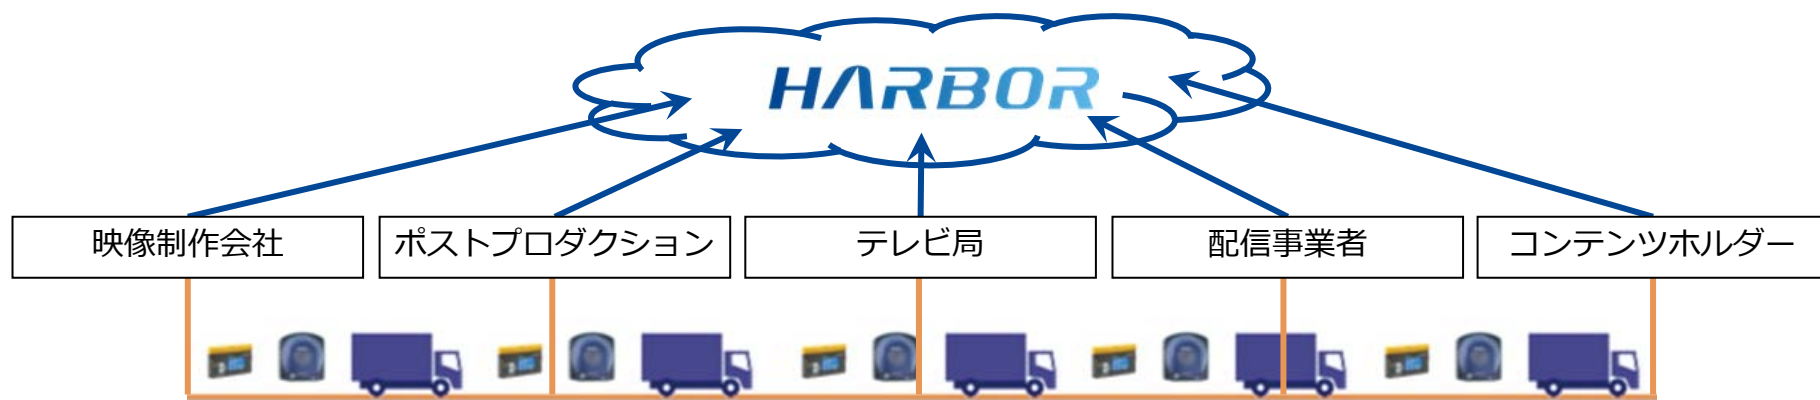 HARBOR
映像制作会社
ポストプロダクション
テレビ局
配信事業者
コンテンツホルダー